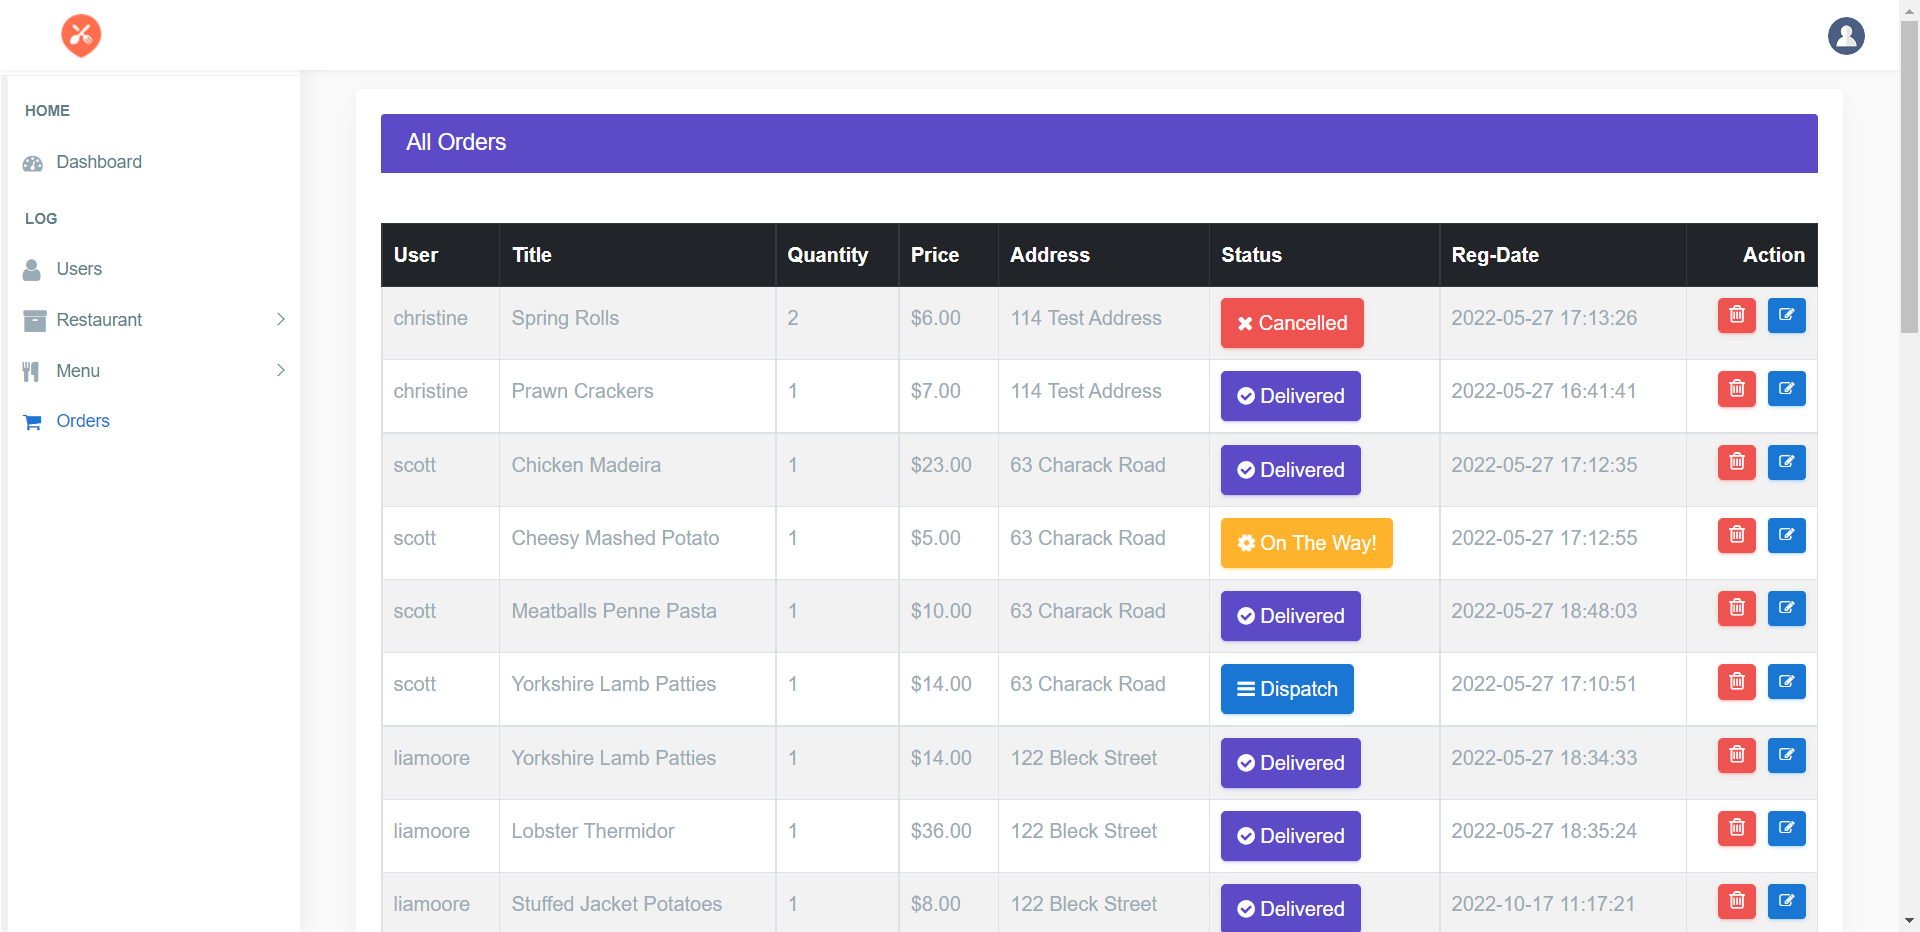 HOME
Dashboard
LOG
Users
Restaurant
Menu
Orders
All Orders
User Title Quantity Price Address Status Reg-Date Action
christine Spring Rolls 2 $6.00 114 Test Address Cancelled 2022-05-27 17:13:26
christine Prawn Crackers 1 $7.00 114 Test Address Delivered 2022-05-27 16:41:41
scott Chicken Madeira 1 $23.00 63 Charack Road Delivered 2022-05-27 17:12:35
scott Cheesy Mashed Potato 1 $5.00 63 Charack Road On The Way! 2022-05-27 17:12:55
scott Meatballs Penne Pasta 1 $10.00 63 Charack Road Delivered 2022-05-27 18:48:03
scott Yorkshire Lamb Patties 1 $14.00 63 Charack Road Dispatch 2022-05-27 17:10:51
liamoore Yorkshire Lamb Patties 1 $14.00 122 Bleck Street Delivered 2022-05-27 18:34:33
liamoore Lobster Thermidor 1 $36.00 122 Bleck Street Delivered 2022-05-27 18:35:24
liamoore Stuffed Jacket Potatoes 1 $8.00 122 Bleck Street Delivered 2022-10-17 11:17:21